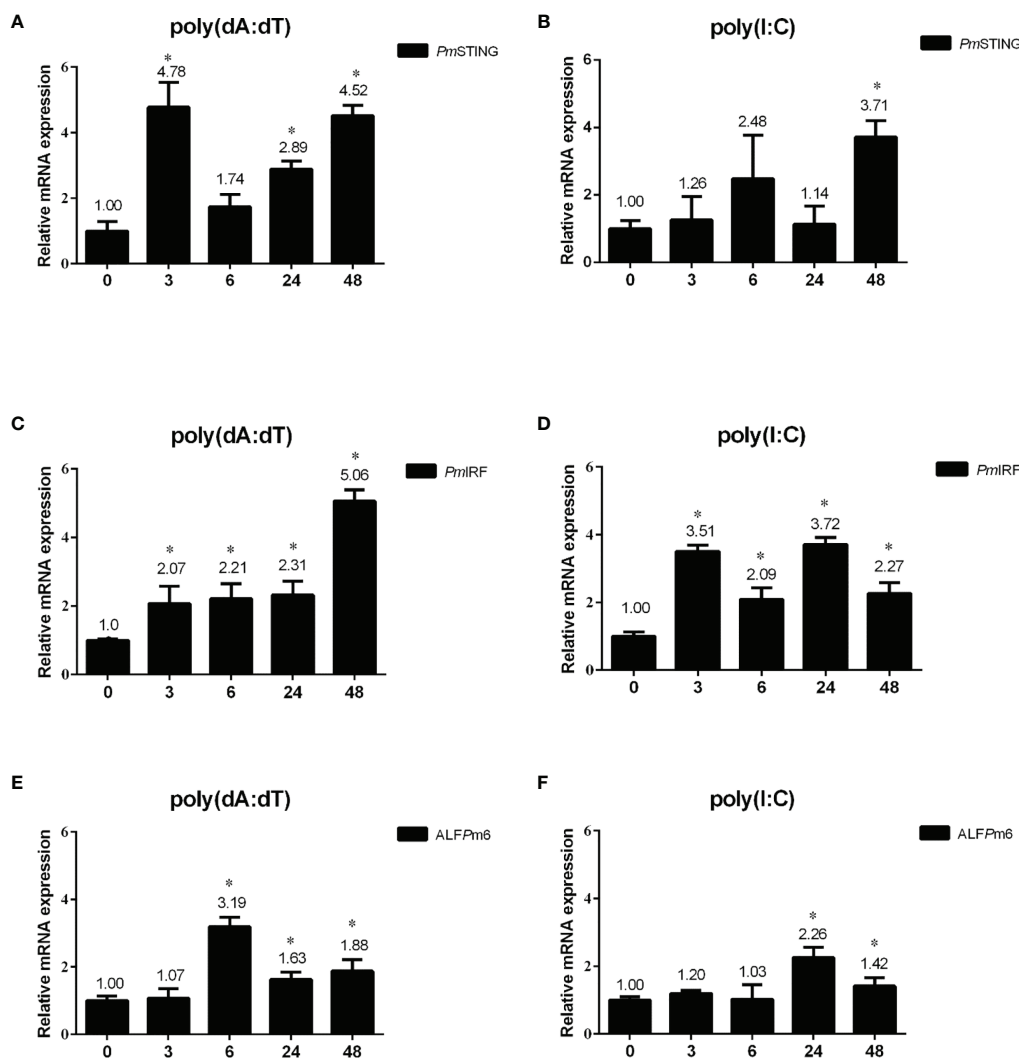 A
poly(dA:dT)
PmSTING
Relative mRNA expression
6
4
2
0
1.00
*
4.78
1.74
*
2.89
*
4.52
0 3 6 24 48
B
poly(I:C)
PmSTING
Relative mRNA expression
6
4
2
0
1.00
1.26
2.48
1.14
*
3.71
0 3 6 24 48
C
poly(dA:dT)
PmIRF
Relative mRNA expression
6
4
2
0
1.0
*
2.07
*
2.21
*
2.31
*
5.06
0 3 6 24 48
D
poly(I:C)
PmIRF
Relative mRNA expression
6
4
2
0
1.00
*
3.51
*
2.09
*
3.72
*
2.27
0 3 6 24 48
E
poly(dA:dT)
ALFPm6
Relative mRNA expression
6
4
2
0
1.00
1.07
*
3.19
*
1.63
*
1.88
0 3 6 24 48
F
poly(I:C)
ALFPm6
Relative mRNA expression
6
4
2
0
1.00
1.20
1.03
*
2.26
*
1.42
0 3 6 24 48